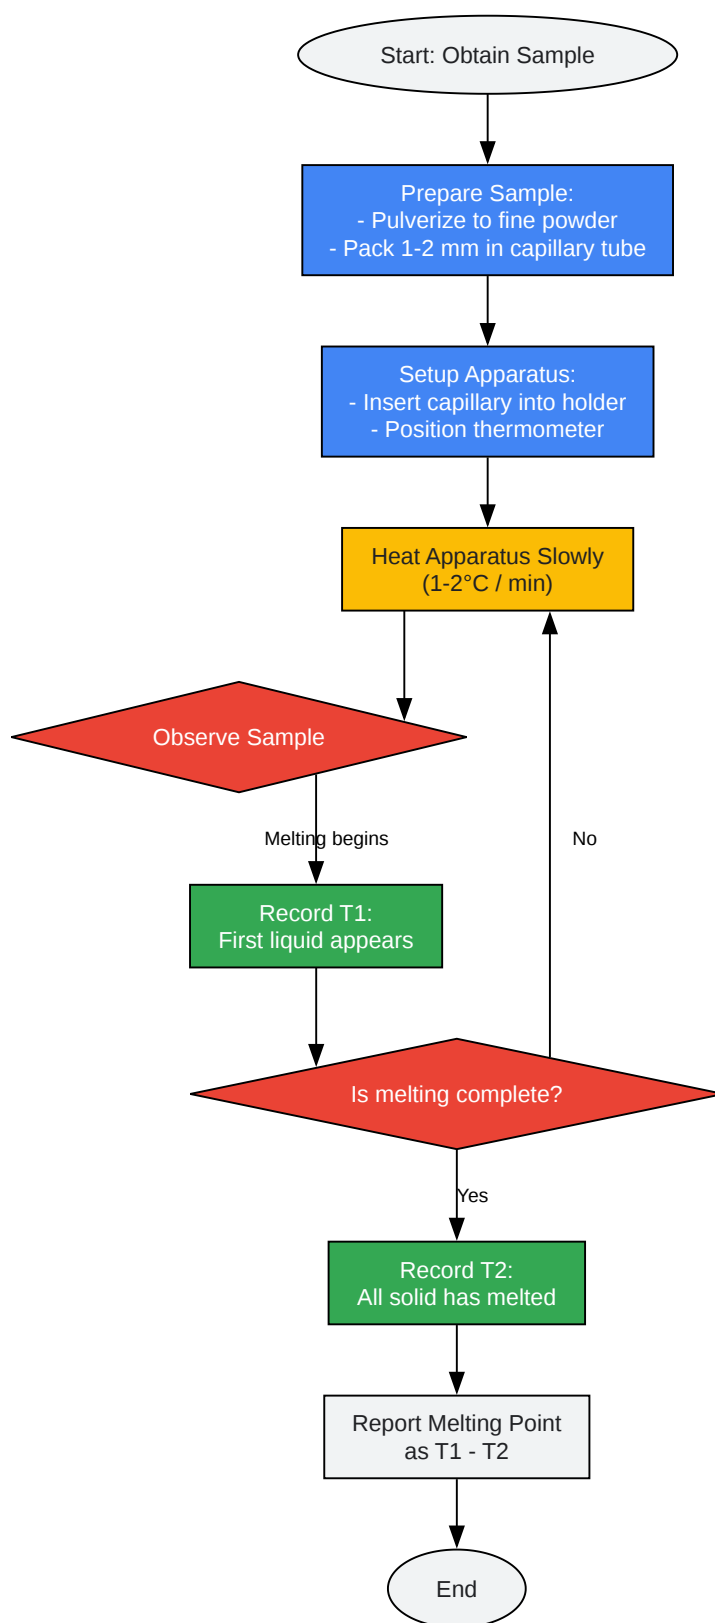 Start: Obtain Sample
Prepare Sample:
- Pulverize to fine powder
- Pack 1-2 mm in capillary tube
Setup Apparatus:
- Insert capillary into holder
- Position thermometer
Heat Apparatus Slowly
(1-2°C / min)
Observe Sample
Melting begins
No
Record T1:
First liquid appears
Is melting complete?
Yes
Record T2:
All solid has melted
Report Melting Point
as T1 - T2
End